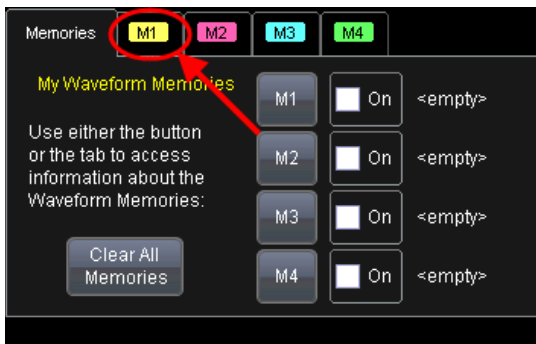 Memories M1 M2 M3 M4
My Waveform Memories
Use either the button
or the tab to access
information about the
Waveform Memories:
Clear All
Memories
M1 On <empty>
M2 On <empty>
M3 On <empty>
M4 On <empty>